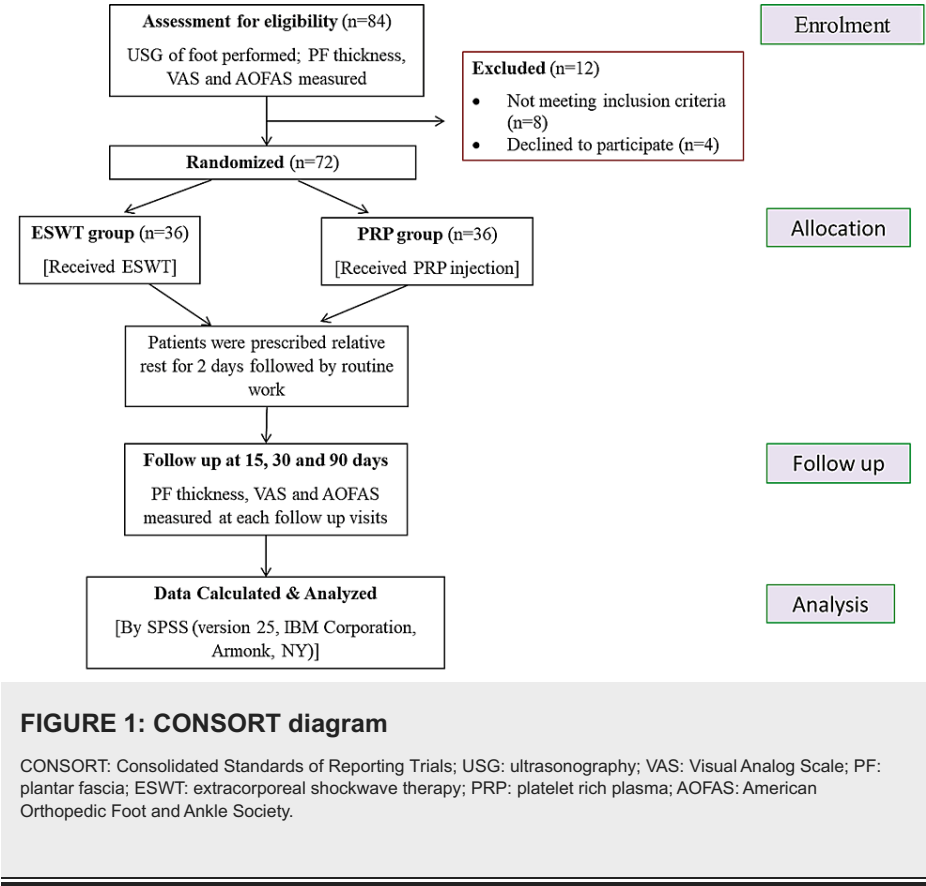 Assessment for eligibility (n=84)
USG of foot performed; PF thickness,
VAS and AOFAS measured
Enrolment
Excluded (n=12)
• Not meeting inclusion criteria
(n=8)
• Declined to participate (n=4)
Randomized (n=72)
ESWT group (n=36)
[Received ESWT]
PRP group (n=36)
[Received PRP injection]
Allocation
Patients were prescribed relative
rest for 2 days followed by routine
work
Follow up at 15, 30 and 90 days
PF thickness, VAS and AOFAS
measured at each follow up visits
Follow up
Data Calculated & Analyzed
[By SPSS (version 25, IBM Corporation,
Armonk, NY)]
Analysis
FIGURE 1: CONSORT diagram
CONSORT: Consolidated Standards of Reporting Trials; USG: ultrasonography; VAS: Visual Analog Scale; PF:
plantar fascia; ESWT: extracorporeal shockwave therapy; PRP: platelet rich plasma; AOFAS: American
Orthopedic Foot and Ankle Society.